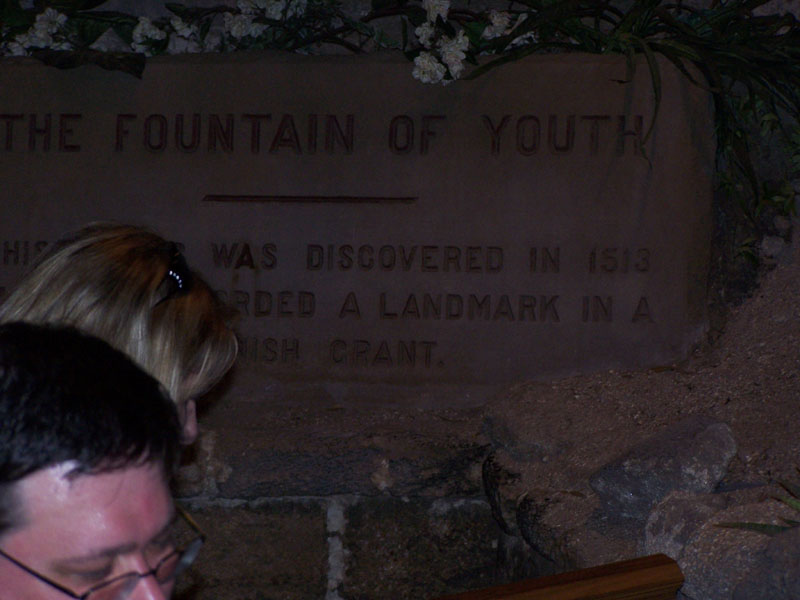 THE FOUNTAIN OF YOUTH
WAS DISCOVERED IN 1513
A LANDMARK IN A
GRANT.